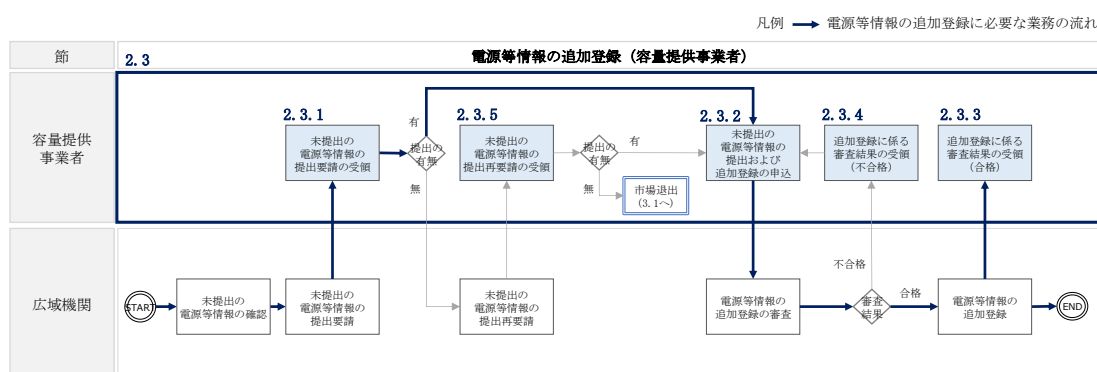 凡例 電源等情報の追加登録に必要な業務の流れ
節
2.3
電源等情報の追加登録（容量提供事業者）
容量提供
事業者
2.3.1
未提出の
電源等情報の
提出要請の受領
提出の
有無
有
無
2.3.5
未提出の
電源等情報の
提出再要請の受領
提出の
有無
有
無
市場退出
(3.1へ)
2.3.2
未提出の
電源等情報の
提出および
追加登録の申込
2.3.4
追加登録に係る
審査結果の受領
（不合格）
2.3.3
追加登録に係る
審査結果の受領
（合格）
広域機関
START
未提出の
電源等情報の確認
未提出の
電源等情報の
提出要請
未提出の
電源等情報の
提出再要請
電源等情報の
追加登録の審査
審査
結果
不合格
合格
電源等情報の
追加登録
END